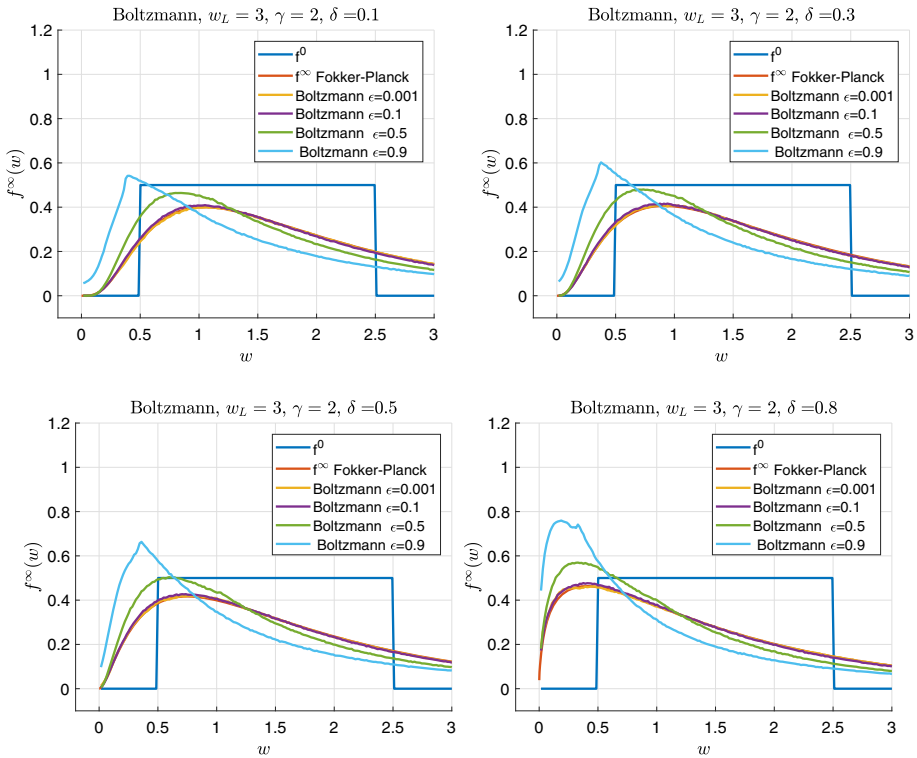 Boltzmann, w_L = 3, γ = 2, δ =0.1
f^∞(w)
1.2
1
0.8
0.6
0.4
0.2
0
f^0
f^∞ Fokker-Planck
Boltzmann ϵ=0.001
Boltzmann ϵ=0.1
Boltzmann ϵ=0.5
Boltzmann ϵ=0.9
0 0.5 1 1.5 2 2.5 3
w
Boltzmann, w_L = 3, γ = 2, δ =0.3
f^∞(w)
1.2
1
0.8
0.6
0.4
0.2
0
f^0
f^∞ Fokker-Planck
Boltzmann ϵ=0.001
Boltzmann ϵ=0.1
Boltzmann ϵ=0.5
Boltzmann ϵ=0.9
0 0.5 1 1.5 2 2.5 3
w
Boltzmann, w_L = 3, γ = 2, δ =0.5
f^∞(w)
1.2
1
0.8
0.6
0.4
0.2
0
f^0
f^∞ Fokker-Planck
Boltzmann ϵ=0.001
Boltzmann ϵ=0.1
Boltzmann ϵ=0.5
Boltzmann ϵ=0.9
0 0.5 1 1.5 2 2.5 3
w
Boltzmann, w_L = 3, γ = 2, δ =0.8
f^∞(w)
1.2
1
0.8
0.6
0.4
0.2
0
f^0
f^∞ Fokker-Planck
Boltzmann ϵ=0.001
Boltzmann ϵ=0.1
Boltzmann ϵ=0.5
Boltzmann ϵ=0.9
0 0.5 1 1.5 2 2.5 3
w